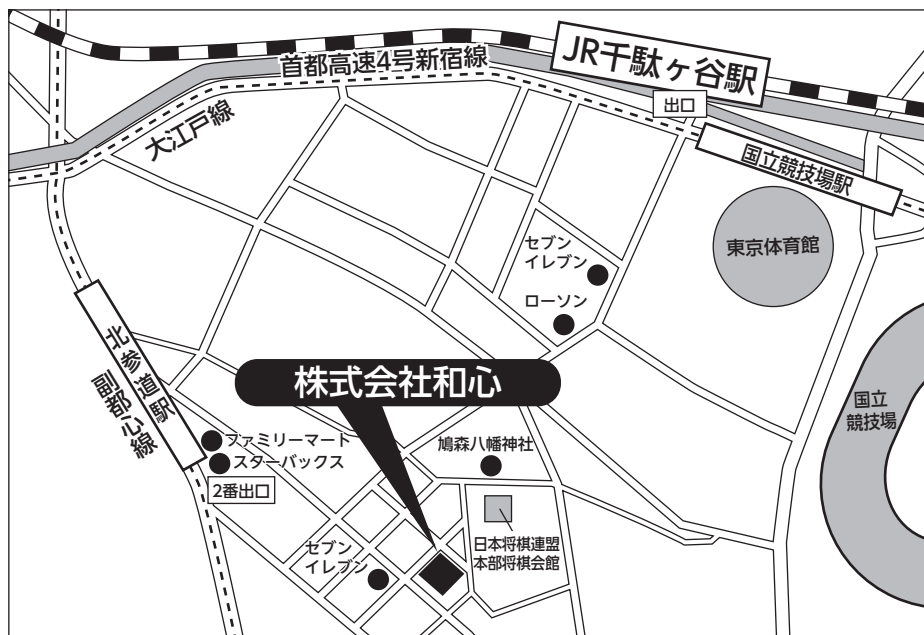 JR千駄ヶ谷駅
首都高速4号新宿線
出口
大江戸線
国立競技場駅
セブン
イレブン
東京体育館
ローソン
北参道駅
副都心線
株式会社和心
国立
競技場
ファミリーマート
スターバックス
鳩森八幡神社
2番出口
日本将棋連盟
本部将棋会館
セブン
イレブン